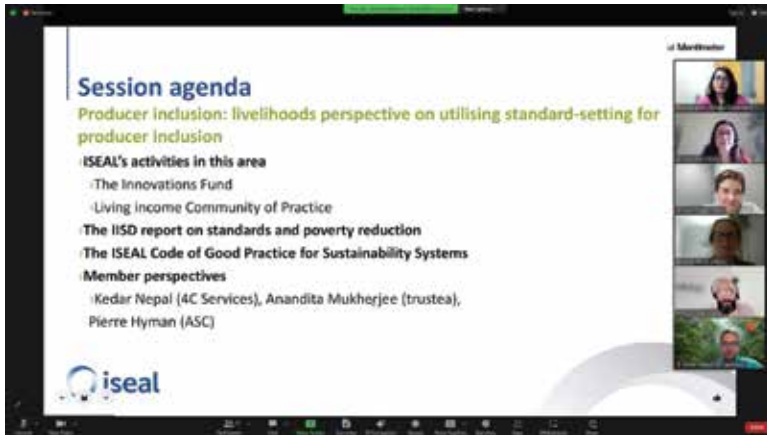 Mentimeter
Session agenda
Producer inclusion: livelihoods perspective on utilising standard-setting for
producer inclusion
ISEAL's activities in this area
The Innovations Fund
Living income Community of Practice
The IISD report on standards and poverty reduction
The ISEAL Code of Good Practice for Sustainability Systems
Member perspectives
Kedar Nepal (4C Services), Anandita Mukherjee (trustea),
Pierre Hyman (ASC)
iseal